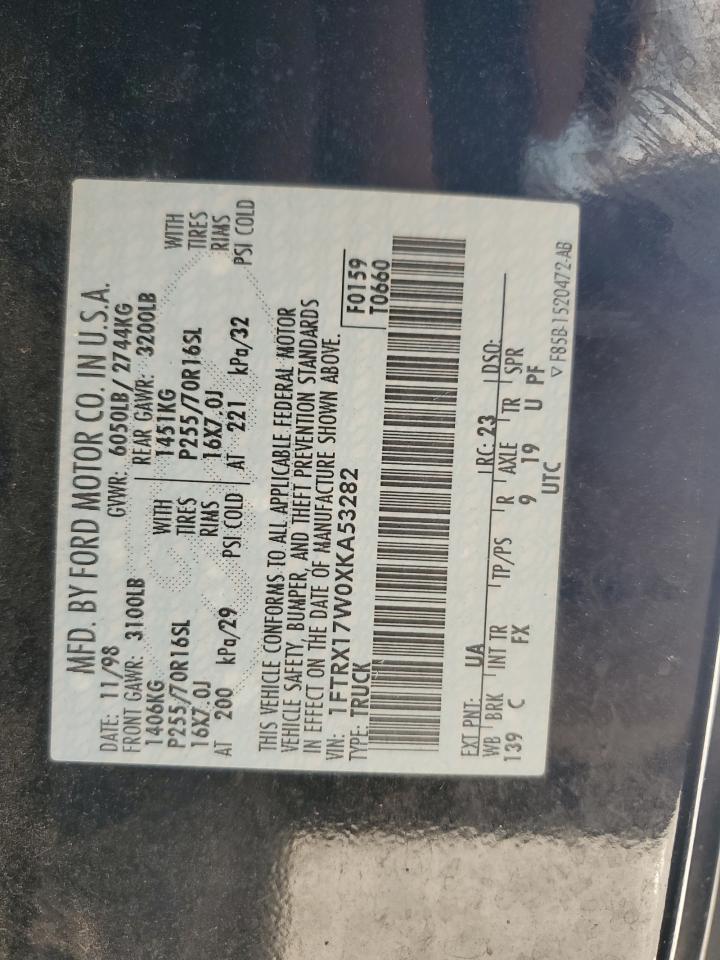 MFD. BY FORD MOTOR CO. IN U.S.A.
DATE: 11/98 GVWR: 6050LB/ 2744KG
FRONT GAWR: 3100LB REAR GAWR: 3200LB
1406KG WITH 1451KG WITH
P255/70R16SL TIRES P255/70R16SL TIRES
16X7.0J RIMS 16X7.0J RIMS
AT 200 kPa/29 PSI COLD AT 221 kPa/32 PSI COLD
THIS VEHICLE CONFORMS TO ALL APPLICABLE FEDERAL MOTOR
VEHICLE SAFETY, BUMPER, AND THEFT PREVENTION STANDARDS
IN EFFECT ON THE DATE OF MANUFACTURE SHOWN ABOVE.
VIN: 1FTRX17W0XKA53282 F0159
TYPE: TRUCK T0660
EXT PNT: UA RC: 23 DSO:
WB BRK INT TR TP/PS R AXLE TR SPR
139 C FX 9 19 U PF
UTC
▽F85B-1520472-AB